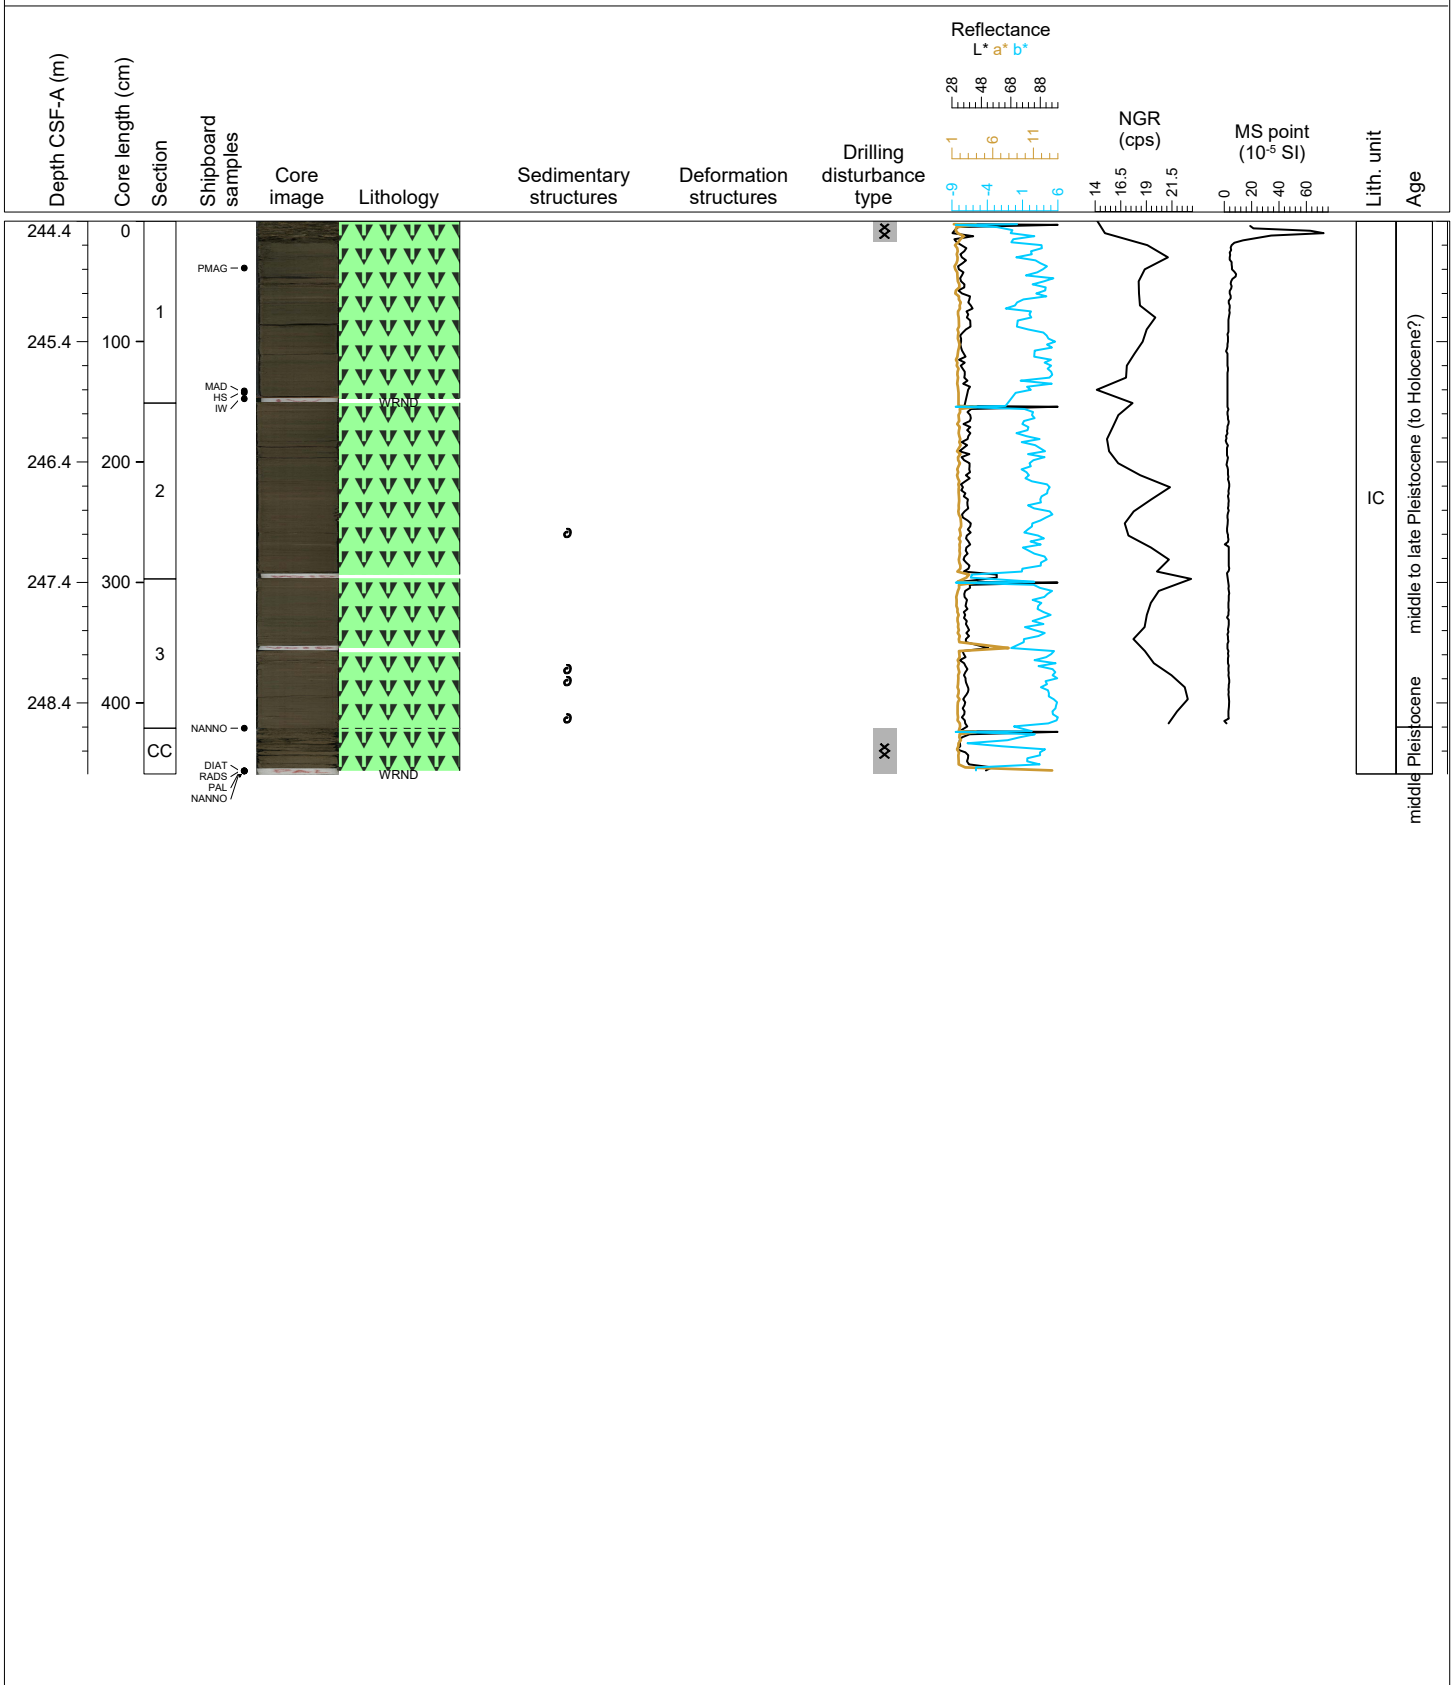 Depth CSF-A (m)
Core length (cm)
Section
Shipboard
samples
Core
image
Lithology
Sedimentary
structures
Deformation
structures
Drilling
disturbance
type
Reflectance
L* a* b*
28 48 68 88
1 6 11
-9 -4 1 6
NGR
(cps)
14 16.5 19 21.5
MS point
(10-5 SI)
0 20 40 60
Lith. unit
Age
244.4 0
PMAG
1
245.4 100
MAD
HS
IW
WRND
246.4 200
2
IC
middle to late Pleistocene (to Holocene?)
247.4 300
3
248.4 400
NANNO
CC
DIAT
RADS
PAL
NANNO
PAL
WRND
middle Pleistocene